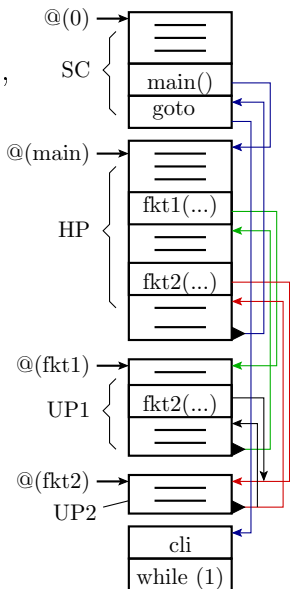 @(0)
SC
,
main()
goto
@(main)
fkt1(...)
HP
fkt2(...)
@(fkt1)
UP1
fkt2(...)
@(fkt2)
UP2
cli
while (1)